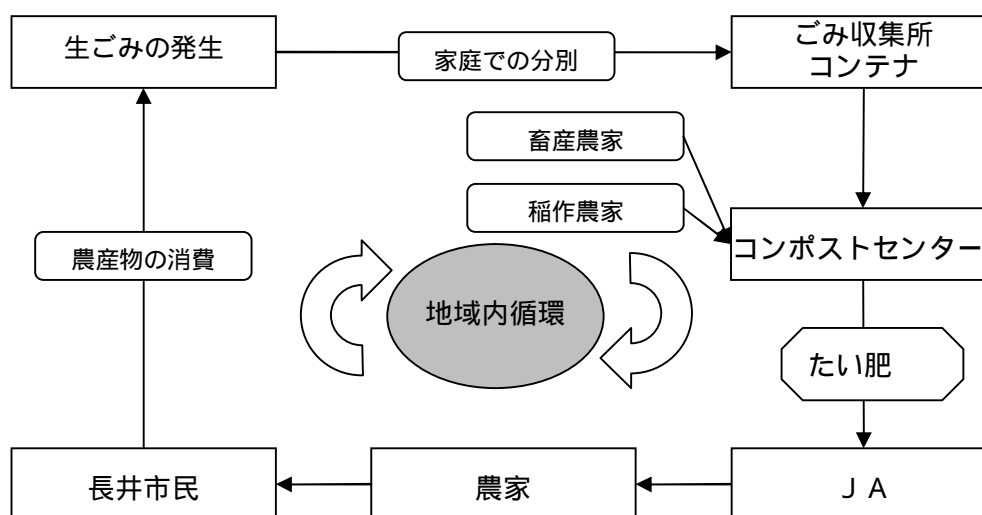 生ごみの発生
家庭での分別
ごみ収集所
コンテナ
畜産農家
稲作農家
コンポストセンター
農産物の消費
地域内循環
たい肥
長井市民
農家
ＪＡ